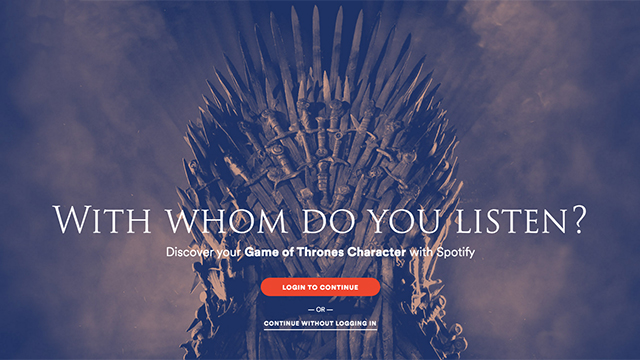 WITH WHOM DO YOU LISTEN?
Discover your Game of Thrones Character with Spotify
LOGIN TO CONTINUE
— OR —
CONTINUE WITHOUT LOGGING IN